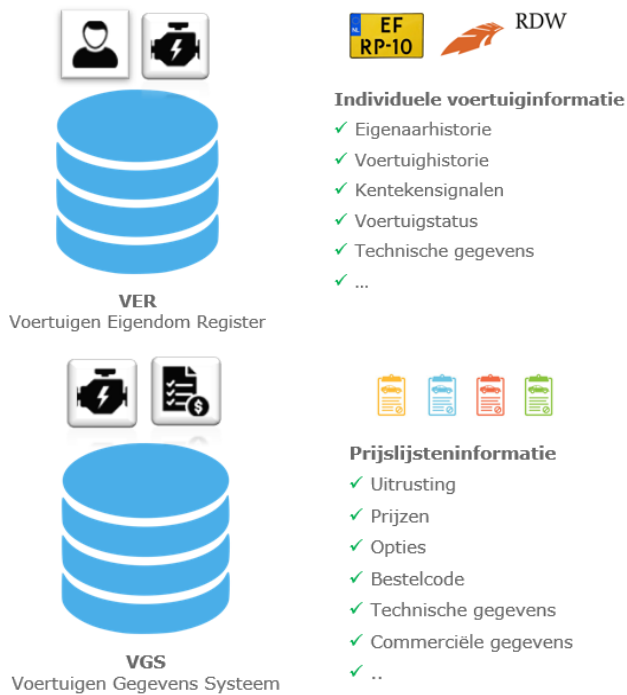 NL
EF
RP-10
RDW
Individuele voertuiginformatie
✓ Eigenaarhistorie
✓ Voertuighistorie
✓ Kentekensignalen
✓ Voertuigstatus
✓ Technische gegevens
✓ ...
VER
Voertuigen Eigendom Register
$
Prijslijsteninformatie
✓ Uitrusting
✓ Prijzen
✓ Opties
✓ Bestelcode
✓ Technische gegevens
✓ Commerciële gegevens
✓ ..
VGS
Voertuigen Gegevens Systeem